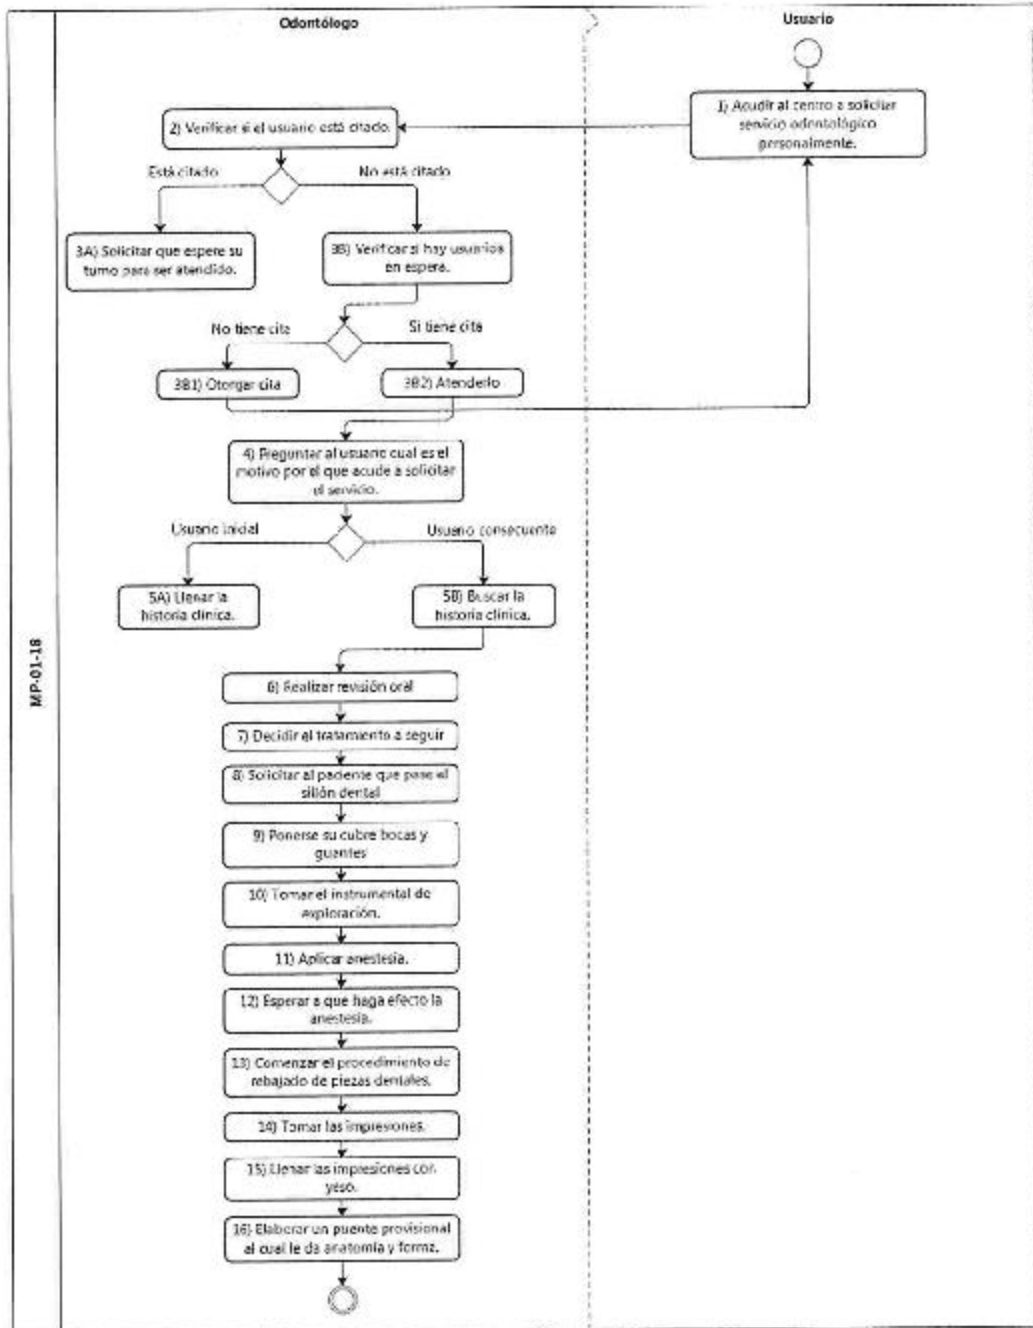 Odontólogo
Usuario
1) Acudir al centro a solicitar
servicio odontológico
personalmente.
2) Verificar si el usuario está citado.
Está citado
No está citado
3A) Solicitar que espere su
turno para ser atendido.
3B) Verificar si hay usuarios
en espera.
No tiene cita
Si tiene cita
3B1) Otorgar cita
3B2) Atenderlo
4) Preguntar al usuario cual es el
motivo por el que acude a solicitar
el servicio.
Usuario inicial
Usuario consecuente
5A) Llenar la
historia clínica.
5B) Buscar la
historia clínica.
MP-01-18
6) Realizar revisión oral
7) Decidir el tratamiento a seguir
8) Solicitar al paciente que pase al
sillón dental
9) Ponerse su cubre bocas y
guantes
10) Tomar el instrumental de
exploración.
11) Aplicar anestesia.
12) Esperar a que haga efecto la
anestesia.
13) Comenzar el procedimiento de
rebajado de piezas dentales.
14) Tomar las impresiones.
15) Llenar las impresiones con
yeso.
16) Elaborar un puente provisional
al cual le da anatomía y forma.